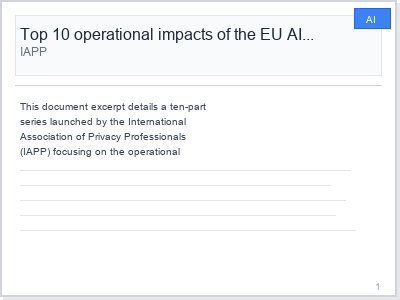 AI
Top 10 operational impacts of the EU AI...
IAPP
This document excerpt details a ten-part
series launched by the International
Association of Privacy Professionals
(IAPP) focusing on the operational
1